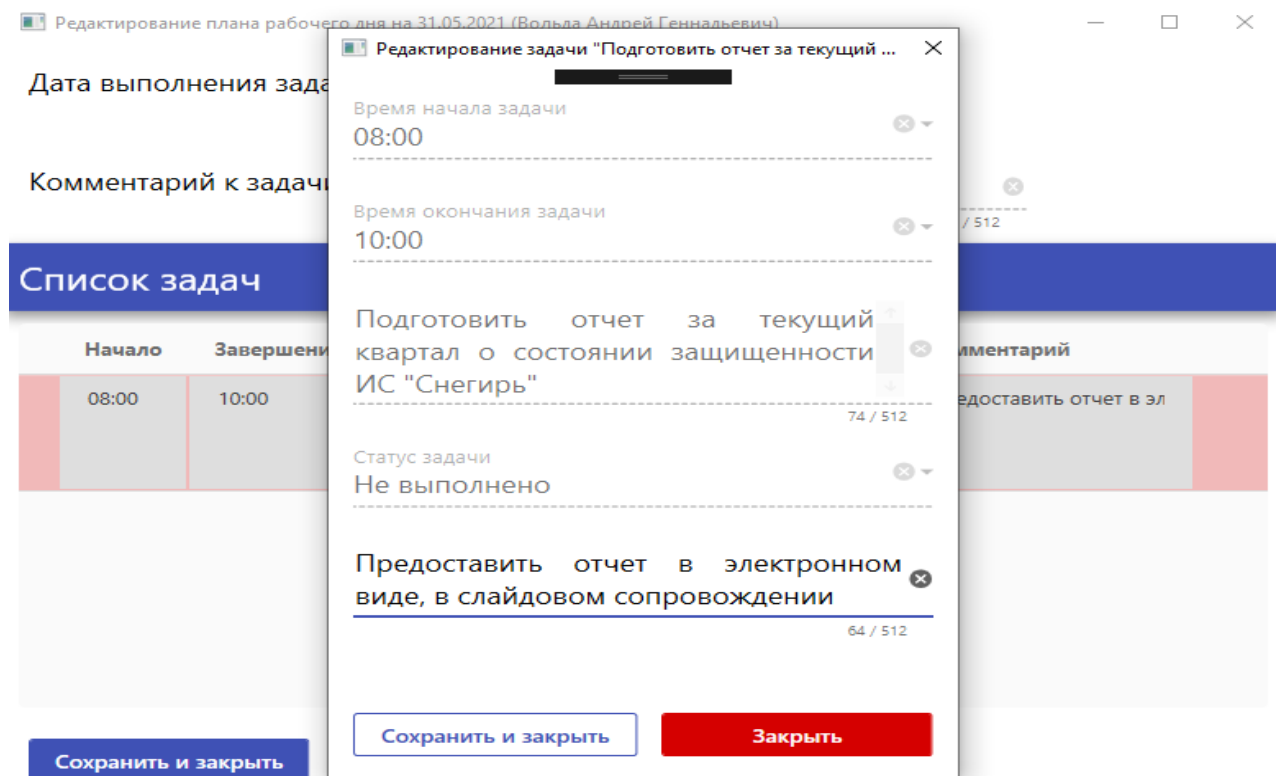 Редактирование плана рабочего дня на 31.05.2021 (Вольда Андрей Геннадьевич)
Редактирование задачи "Подготовить отчет за текущий ...
Дата выполнения
Время начала задачи
08:00
Комментарий к
Время окончания задачи
10:00
/ 512
Список задач
Подготовить отчет за текущий
квартал о состоянии защищенности
ИС "Снегирь"
74 / 512
Начало Завершени мментарий
08:00 10:00 едоставить отчет в эл
Статус задачи
Не выполнено
Предоставить отчет в электронном
виде, в слайдовом сопровождении
64 / 512
Сохранить и закрыть Закрыть
Сохранить и закрыть